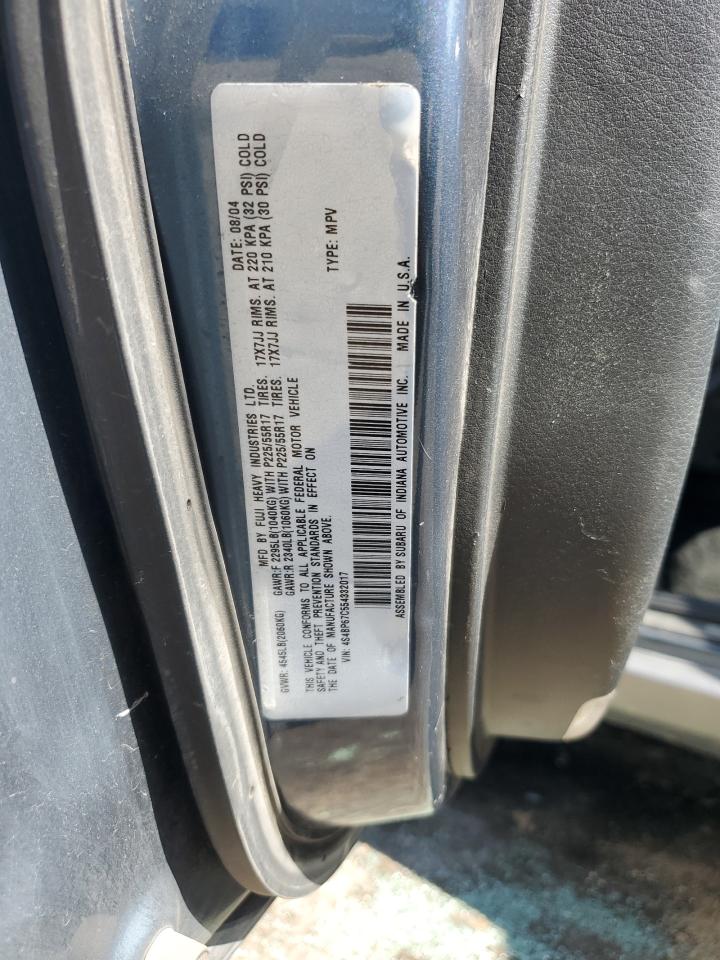 MFD BY FUJI HEAVY INDUSTRIES LTD. DATE: 08/04
GVWR: 4545LB(2060KG) GAWR:F 2295LB(1040KG) WITH P225/55R17 TIRES. 17X7JJ RIMS. AT 220 KPA (32 PSI) COLD
GAWR:R 2340LB(1060KG) WITH P225/55R17 TIRES. 17X7JJ RIMS. AT 210 KPA (30 PSI) COLD
THIS VEHICLE CONFORMS TO ALL APPLICABLE FEDERAL MOTOR VEHICLE
SAFETY AND THEFT PREVENTION STANDARDS IN EFFECT ON
THE DATE OF MANUFACTURE SHOWN ABOVE.
VIN: 4S4BP67C554332017 TYPE: MPV
ASSEMBLED BY SUBARU OF INDIANA AUTOMOTIVE INC. MADE IN U.S.A.